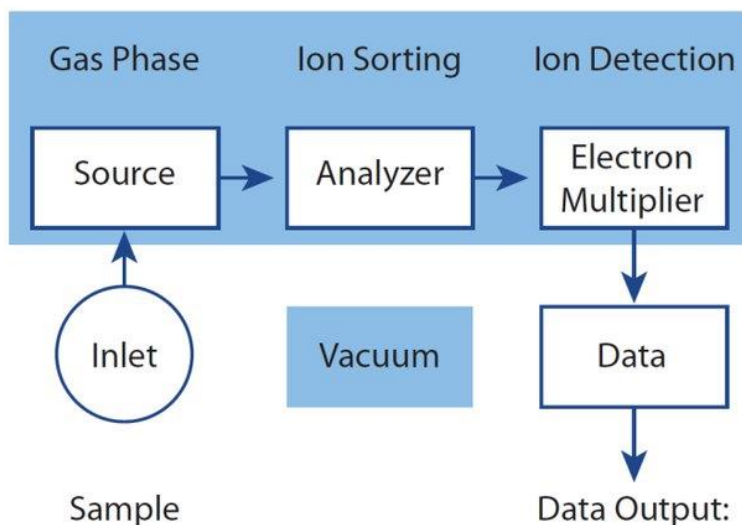 Gas Phase
Ion Sorting
Ion Detection
Source
Analyzer
Electron
Multiplier
Inlet
Vacuum
Data
Sample
Data Output: